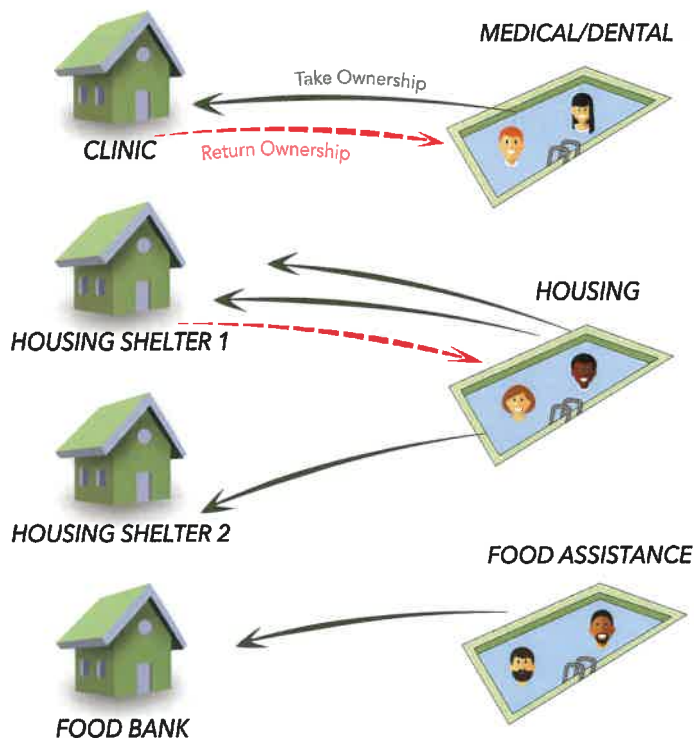 MEDICAL/DENTAL
Take Ownership
CLINIC
Return Ownership
HOUSING
HOUSING SHELTER 1
HOUSING SHELTER 2
FOOD ASSISTANCE
FOOD BANK